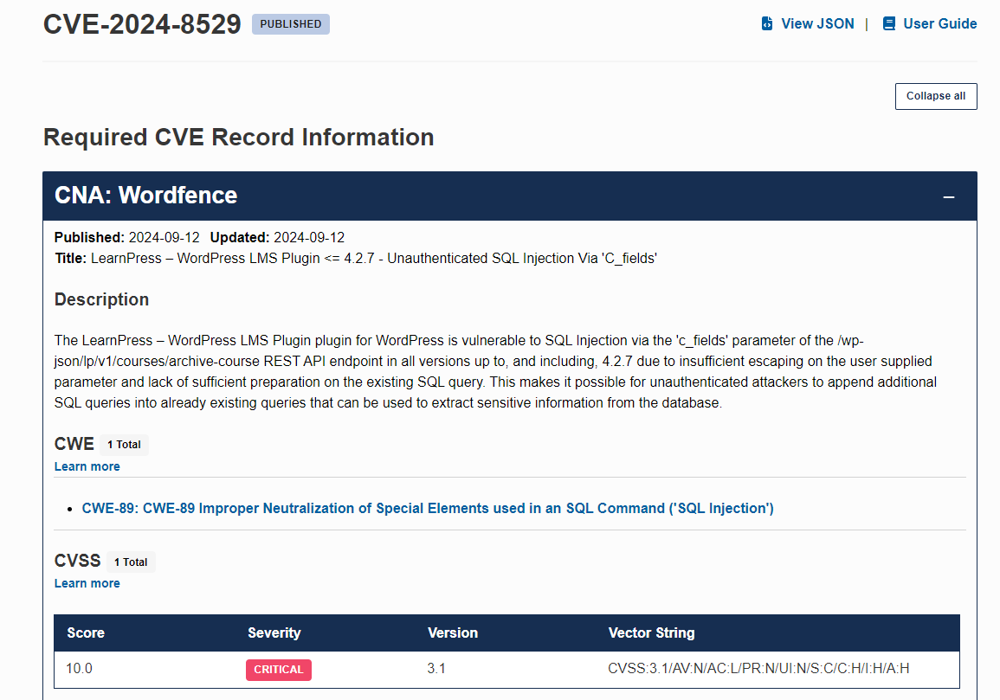 CVE-2024-8529 PUBLISHED
View JSON | User Guide
Collapse all
Required CVE Record Information
CNA: Wordfence
Published: 2024-09-12 Updated: 2024-09-12
Title: LearnPress – WordPress LMS Plugin <= 4.2.7 - Unauthenticated SQL Injection Via 'C_fields'
Description
The LearnPress – WordPress LMS Plugin plugin for WordPress is vulnerable to SQL Injection via the 'c_fields' parameter of the /wp-
json/lp/v1/courses/archive-course REST API endpoint in all versions up to, and including, 4.2.7 due to insufficient escaping on the user supplied
parameter and lack of sufficient preparation on the existing SQL query. This makes it possible for unauthenticated attackers to append additional
SQL queries into already existing queries that can be used to extract sensitive information from the database.
CWE 1 Total
Learn more
• CWE-89: CWE-89 Improper Neutralization of Special Elements used in an SQL Command ('SQL Injection')
CVSS 1 Total
Learn more
Score Severity Version Vector String
10.0 CRITICAL 3.1 CVSS:3.1/AV:N/AC:L/PR:N/UI:N/S:C/C:H/I:H/A:H